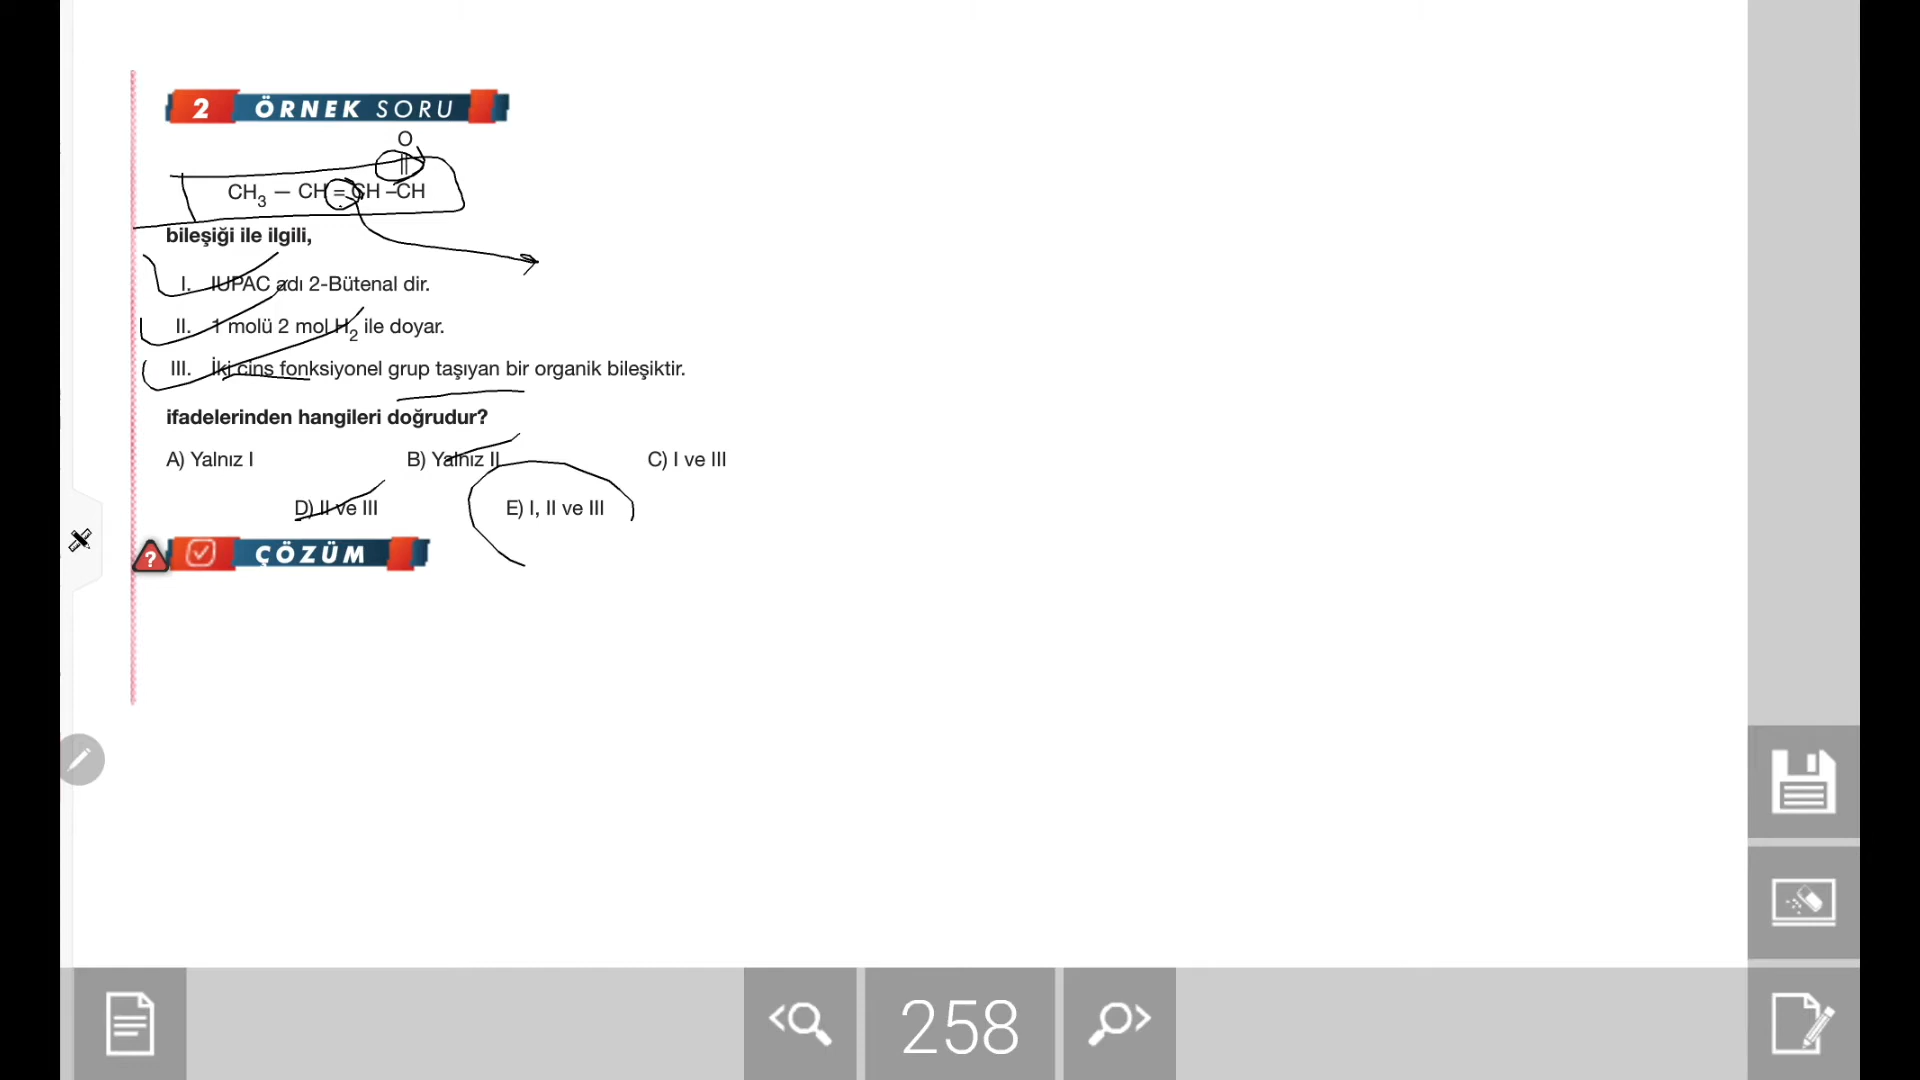 2 ÖRNEK SORU
O
||
CH3 — CH = CH –CH
bileşiği ile ilgili,
I. IUPAC adı 2-Bütenal dir.
II. 1 molü 2 mol H2 ile doyar.
III. İki cins fonksiyonel grup taşıyan bir organik bileşiktir.
ifadelerinden hangileri doğrudur?
A) Yalnız I B) Yalnız II C) I ve III
D) II ve III E) I, II ve III
? ÇÖZÜM
258